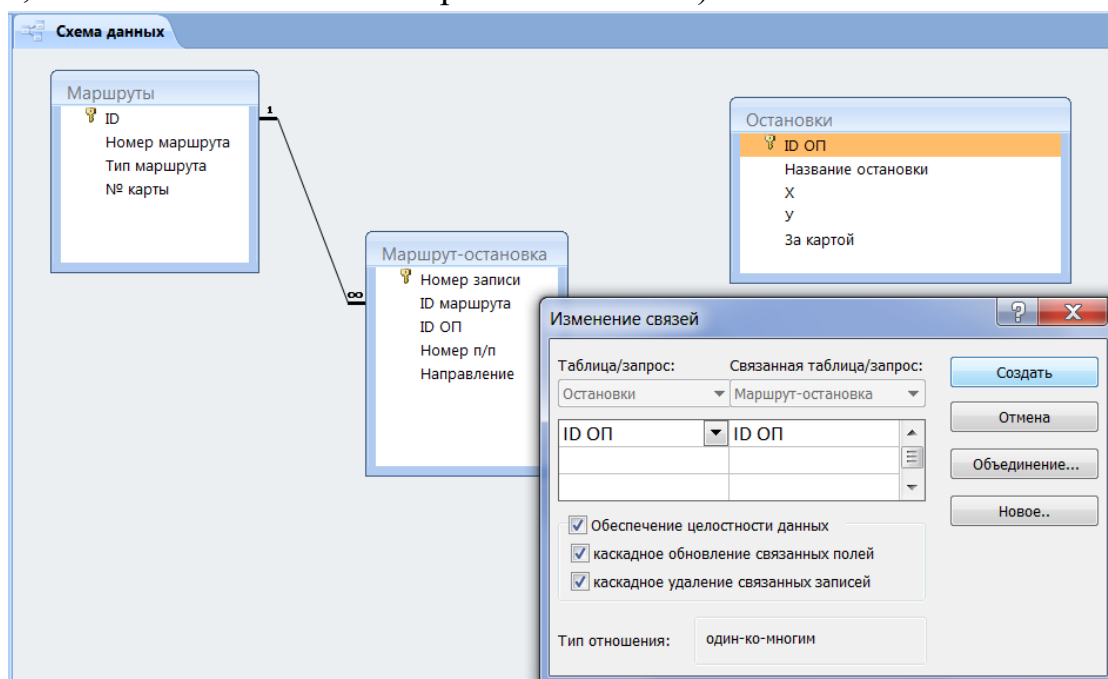 Схема данных
Маршруты
ID
Номер маршрута
Тип маршрута
№ карты
1
∞
Маршрут-остановка
Номер записи
ID маршрута
ID ОП
Номер п/п
Направление
Остановки
ID ОП
Название остановки
X
У
За картой
Изменение связей
Таблица/запрос: Связанная таблица/запрос:
Остановки Маршрут-остановка
ID ОП ID ОП
Обеспечение целостности данных
каскадное обновление связанных полей
каскадное удаление связанных записей
Тип отношения: один-ко-многим
Создать
Отмена
Объединение...
Новое..